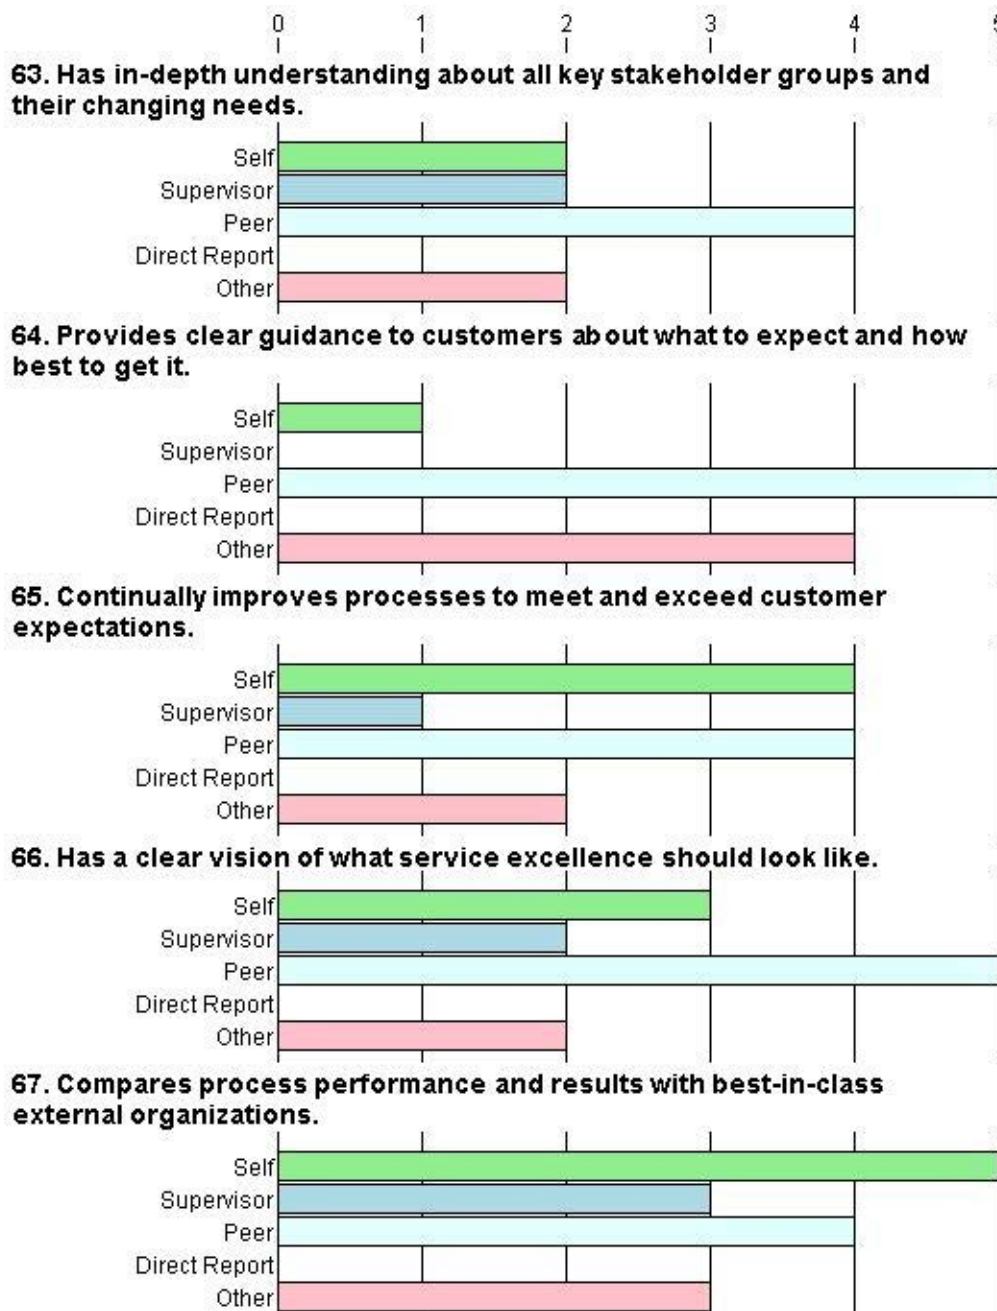 0 1 2 3 4 5
63. Has in-depth understanding about all key stakeholder groups and
their changing needs.
Self
Supervisor
Peer
Direct Report
Other
64. Provides clear guidance to customers about what to expect and how
best to get it.
Self
Supervisor
Peer
Direct Report
Other
65. Continually improves processes to meet and exceed customer
expectations.
Self
Supervisor
Peer
Direct Report
Other
66. Has a clear vision of what service excellence should look like.
Self
Supervisor
Peer
Direct Report
Other
67. Compares process performance and results with best-in-class
external organizations.
Self
Supervisor
Peer
Direct Report
Other